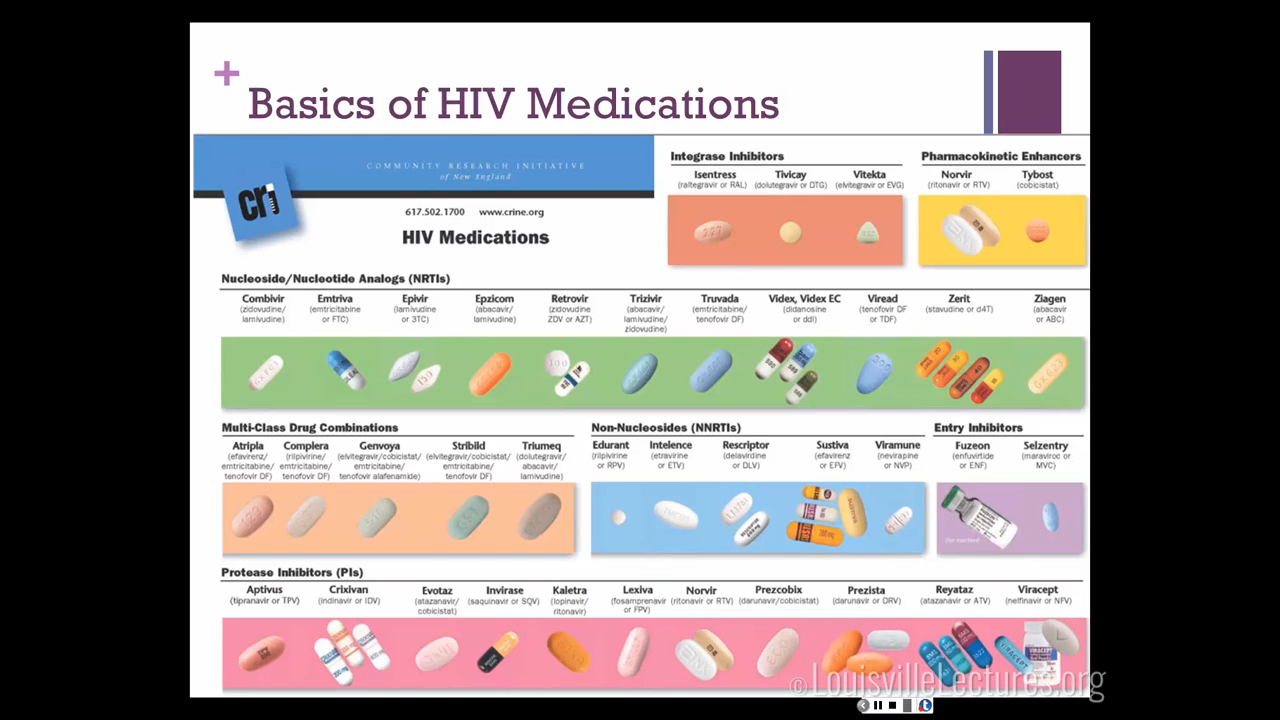 +
Basics of HIV Medications
COMMUNITY RESEARCH INITIATIVE
of New England
cri
617.502.1700 www.crine.org
HIV Medications
Integrase Inhibitors
Isentress
(raltegravir or RAL)
Tivicay
(dolutegravir or DTG)
Vitekta
(elvitegravir or EVG)
Pharmacokinetic Enhancers
Norvir
(ritonavir or RTV)
Tybost
(cobicistat)
Nucleoside/Nucleotide Analogs (NRTIs)
Combivir
(zidovudine/
lamivudine)
Emtriva
(emtricitabine
or FTC)
Epivir
(lamivudine
or 3TC)
Epzicom
(abacavir/
lamivudine)
Retrovir
(zidovudine
ZDV or AZT)
Trizivir
(abacavir/
lamivudine/
zidovudine)
Truvada
(emtricitabine/
tenofovir DF)
Videx, Videx EC
(didanosine
or ddI)
Viread
(tenofovir DF
or TDF)
Zerit
(stavudine or d4T)
Ziagen
(abacavir
or ABC)
Multi-Class Drug Combinations
Atripla
(efavirenz/
emtricitabine/
tenofovir DF)
Complera
(rilpivirine/
emtricitabine/
tenofovir DF)
Genvoya
(elvitegravir/cobicistat/
emtricitabine/
tenofovir alafenamide)
Stribild
(elvitegravir/cobicistat/
emtricitabine/
tenofovir DF)
Triumeq
(dolutegravir/
abacavir/
lamivudine)
Non-Nucleosides (NNRTIs)
Edurant
(rilpivirine
or RPV)
Intelence
(etravirine
or ETV)
Rescriptor
(delavirdine
or DLV)
Sustiva
(efavirenz
or EFV)
Viramune
(nevirapine
or NVP)
Entry Inhibitors
Fuzeon
(enfuvirtide
or ENF)
Selzentry
(maraviroc or
MVC)
Protease Inhibitors (PIs)
Aptivus
(tipranavir or TPV)
Crixivan
(indinavir or IDV)
Evotaz
(atazanavir/
cobicistat)
Invirase
(saquinavir or SQV)
Kaletra
(lopinavir/
ritonavir)
Lexiva
(fosamprenavir
or FPV)
Norvir
(ritonavir or RTV)
Prezcobix
(darunavir/cobicistat)
Prezista
(darunavir or DRV)
Reyataz
(atazanavir or ATV)
Viracept
(nelfinavir or NFV)
VIRACEPT
©LouisvilleLectures.org